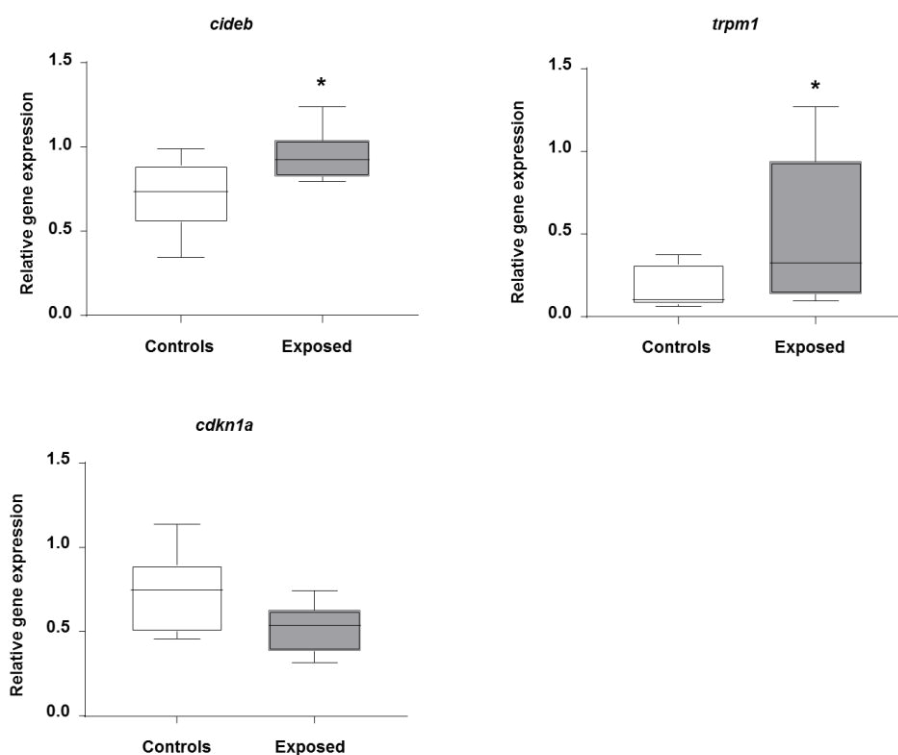 cideb
Relative gene expression
1.5
*
1.0
0.5
0.0
Controls Exposed
trpm1
Relative gene expression
1.5
*
1.0
0.5
0.0
Controls Exposed
cdkn1a
Relative gene expression
1.5
1.0
0.5
0.0
Controls Exposed